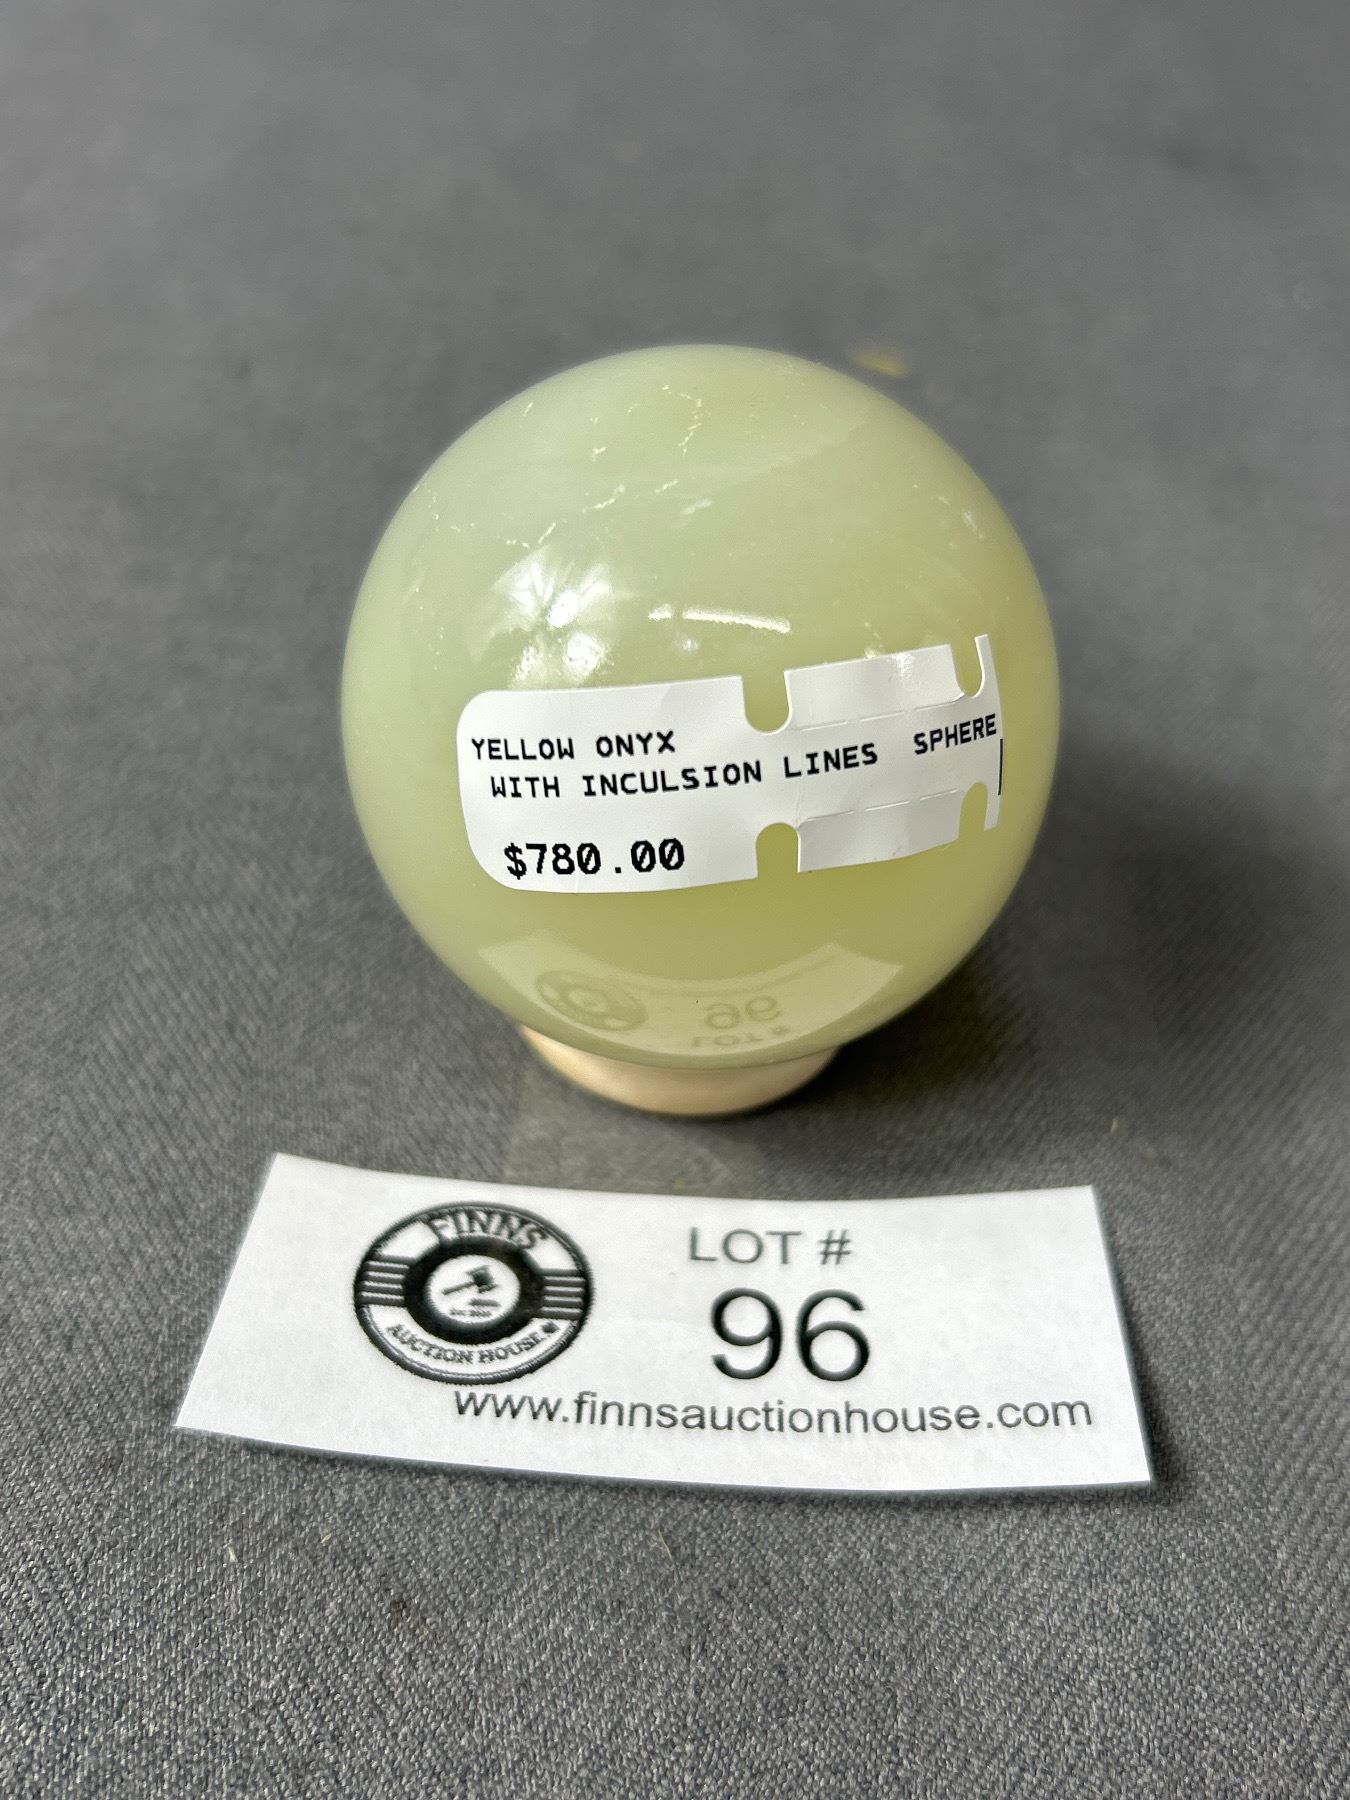 YELLOW ONYX
WITH INCULSION LINES SPHERE
$780.00
FINNS
AUCTION HOUSE
LOT #
96
www.finnsauctionhouse.com